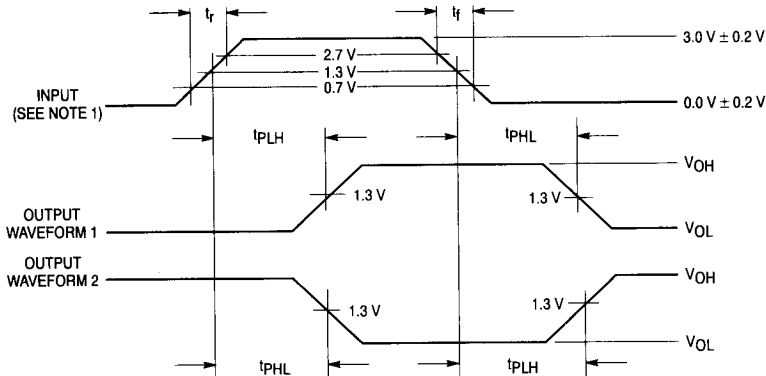 tr
tf
3.0 V ± 0.2 V
2.7 V
1.3 V
0.7 V
INPUT
(SEE NOTE 1)
0.0 V ± 0.2 V
tPLH
tPHL
VOH
1.3 V
1.3 V
OUTPUT
WAVEFORM 1
VOL
OUTPUT
WAVEFORM 2
VOH
1.3 V
1.3 V
VOL
tPHL
tPLH